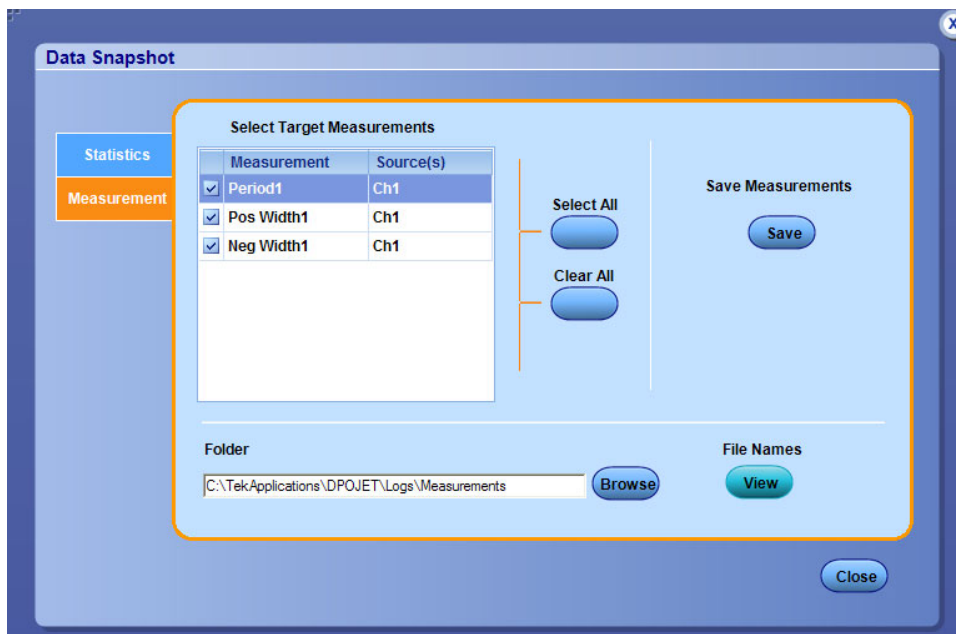 X
Data Snapshot
Statistics
Measurement
Select Target Measurements
Measurement Source(s)
Period1 Ch1
Pos Width1 Ch1
Neg Width1 Ch1
Select All
Clear All
Save Measurements
Save
Folder
C:\TekApplications\DPOJET\Logs\Measurements
Browse
File Names
View
Close